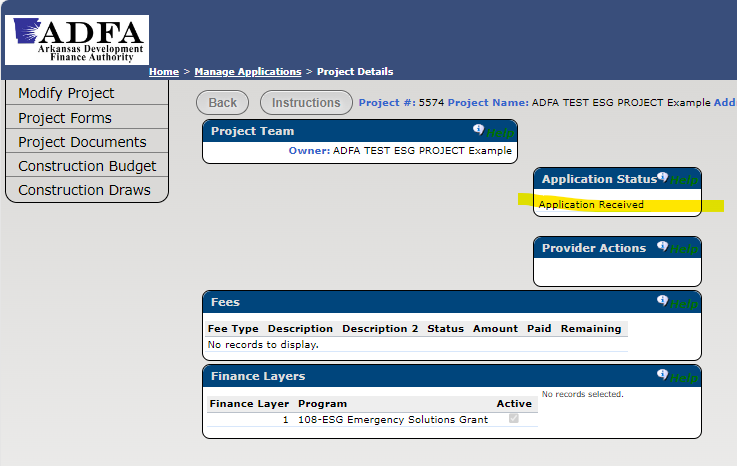 ADFA
Arkansas Development
Finance Authority
Home > Manage Applications > Project Details
Modify Project
Project Forms
Project Documents
Construction Budget
Construction Draws
Back Instructions Project #: 5574 Project Name: ADFA TEST ESG PROJECT Example Addr
Project Team Help
Owner: ADFA TEST ESG PROJECT Example
Application Status Help
Application Received
Provider Actions Help
Fees Help
Fee Type Description Description 2 Status Amount Paid Remaining
No records to display.
Finance Layers Help
Finance Layer Program Active
1 108-ESG Emergency Solutions Grant
No records selected.